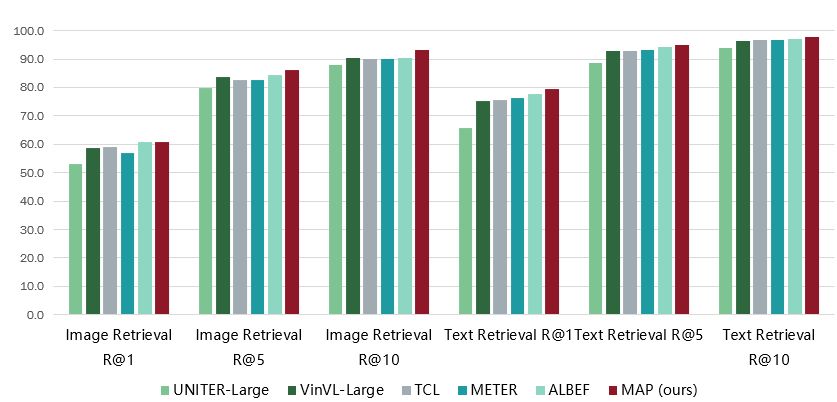 100.0
90.0
80.0
70.0
60.0
50.0
40.0
30.0
20.0
10.0
0.0
Image Retrieval R@1
Image Retrieval R@5
Image Retrieval R@10
Text Retrieval R@1
Text Retrieval R@5
Text Retrieval R@10
UNITER-Large VinVL-Large TCL METER ALBEF MAP (ours)